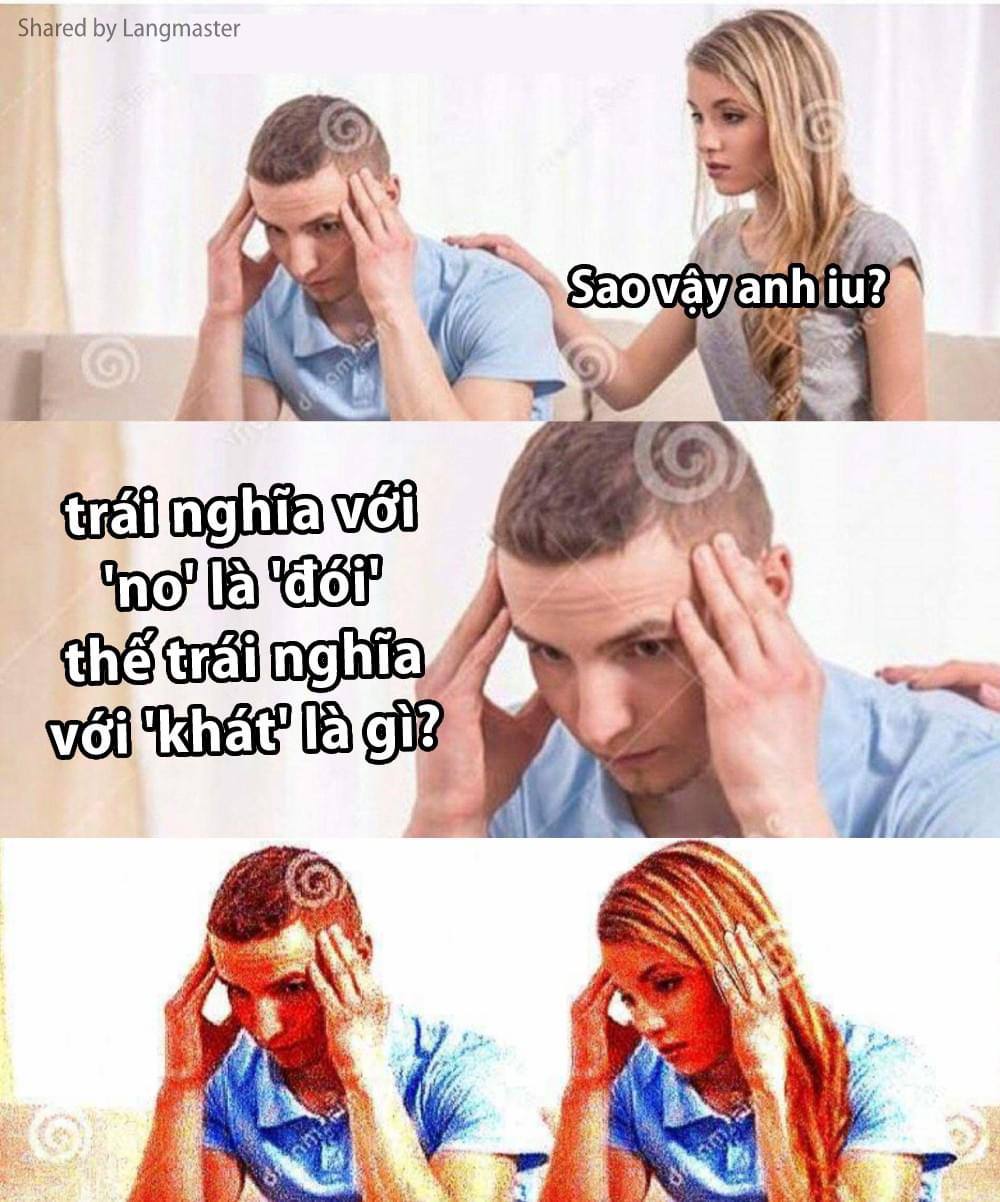 Shared by Langmaster
Sao vậy anh iu?
trái nghĩa với
'no' là 'đói'
thế trái nghĩa
với 'khát' là gì?